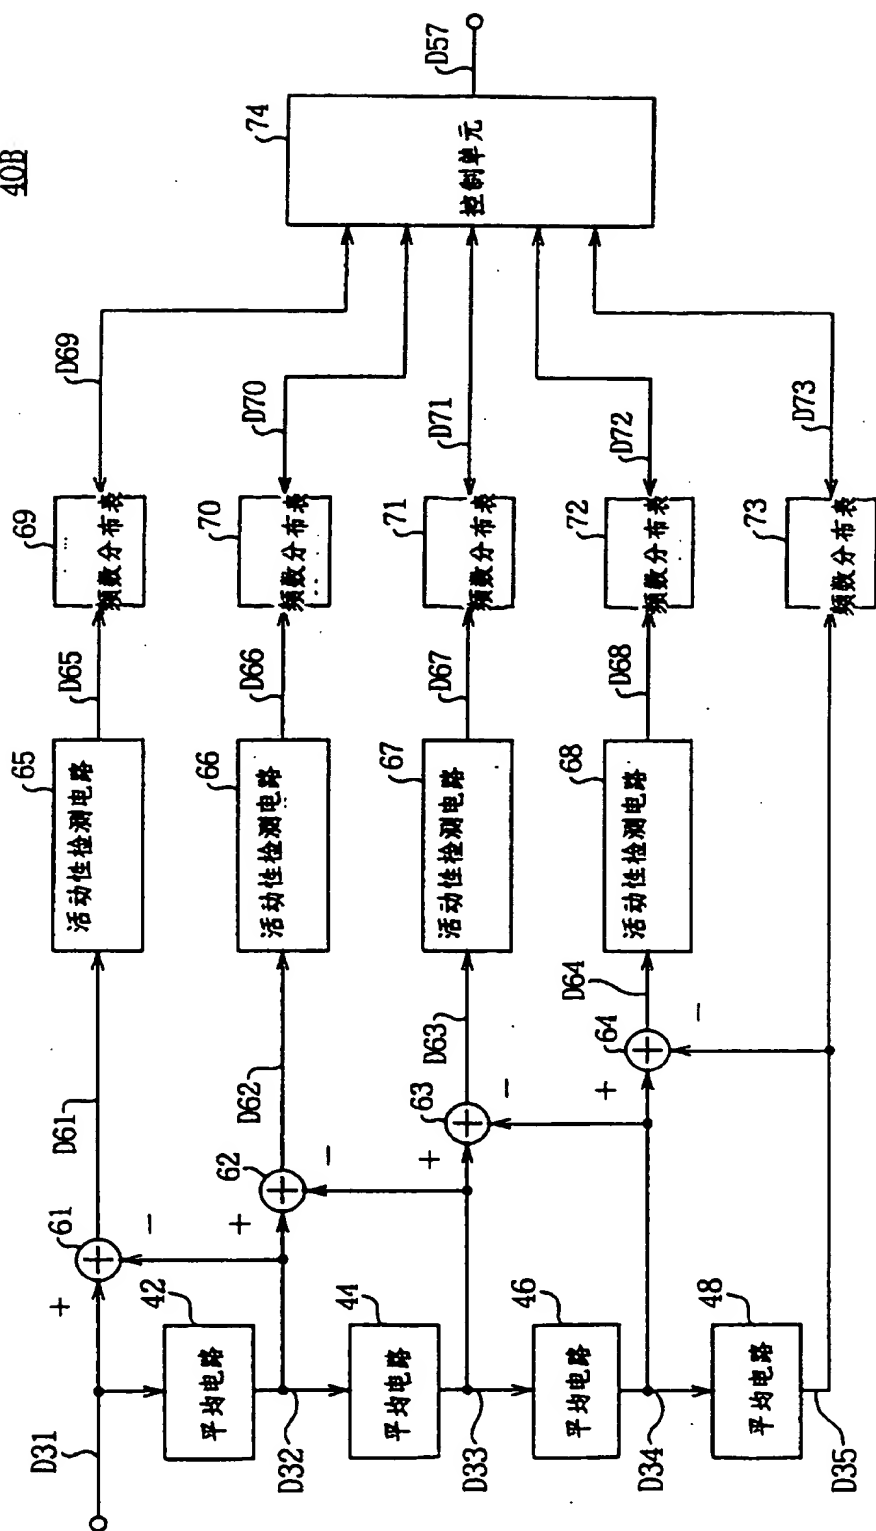 40B
D31
+
61
−
D61
65
活动性检测电路
D65
69
频数分布表
D69
42
平均电路
D32
+
62
−
D62
66
活动性检测电路
D66
70
频数分布表
D70
44
平均电路
D33
+
63
−
D63
67
活动性检测电路
D67
71
频数分布表
D71
74
控制单元
D57
46
平均电路
D34
+
64
−
D64
68
活动性检测电路
D68
72
频数分布表
D72
48
平均电路
D35
73
频数分布表
D73